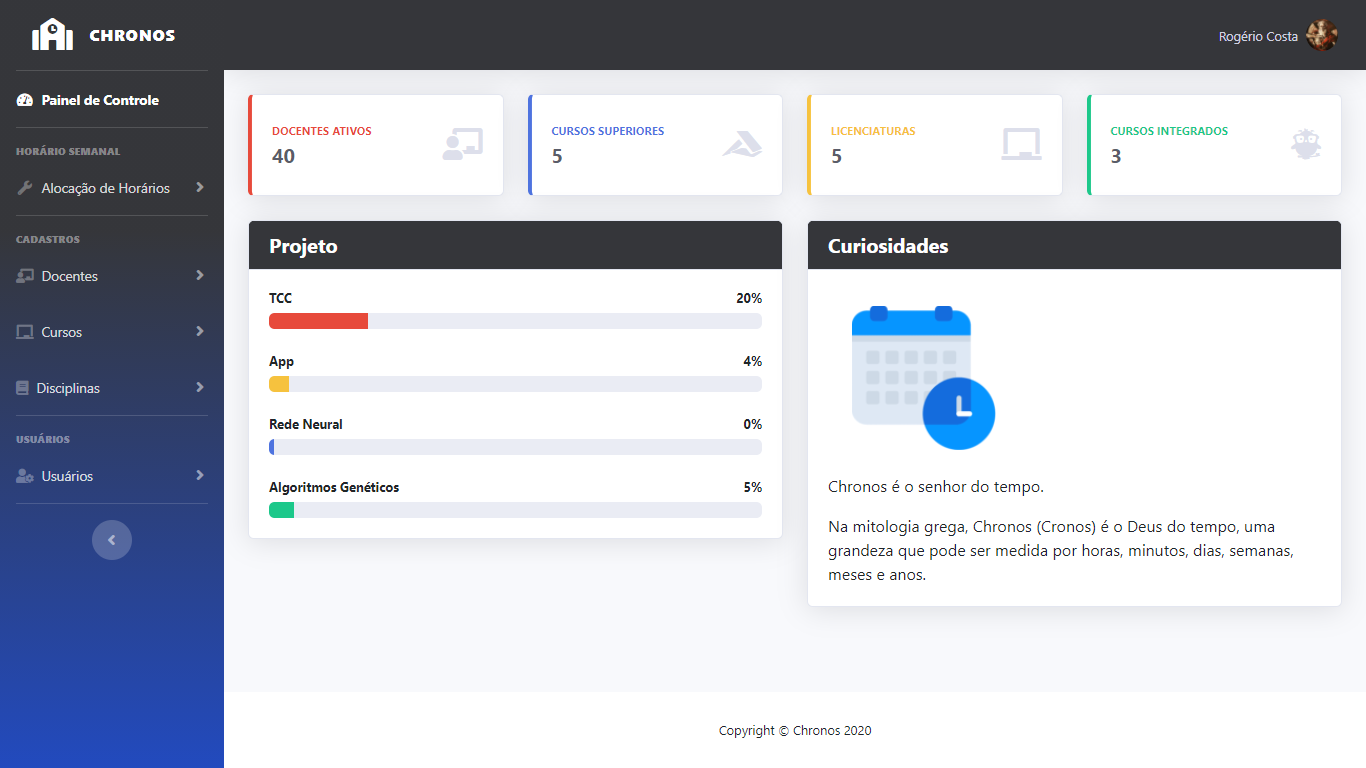 CHRONOS
Rogério Costa
Painel de Controle
HORÁRIO SEMANAL
Alocação de Horários
CADASTROS
Docentes
Cursos
Disciplinas
USUÁRIOS
Usuários
DOCENTES ATIVOS
40
CURSOS SUPERIORES
5
LICENCIATURAS
5
CURSOS INTEGRADOS
3
Projeto
TCC 20%
App 4%
Rede Neural 0%
Algoritmos Genéticos 5%
Curiosidades
Chronos é o senhor do tempo.
Na mitologia grega, Chronos (Cronos) é o Deus do tempo, uma
grandeza que pode ser medida por horas, minutos, dias, semanas,
meses e anos.
Copyright © Chronos 2020